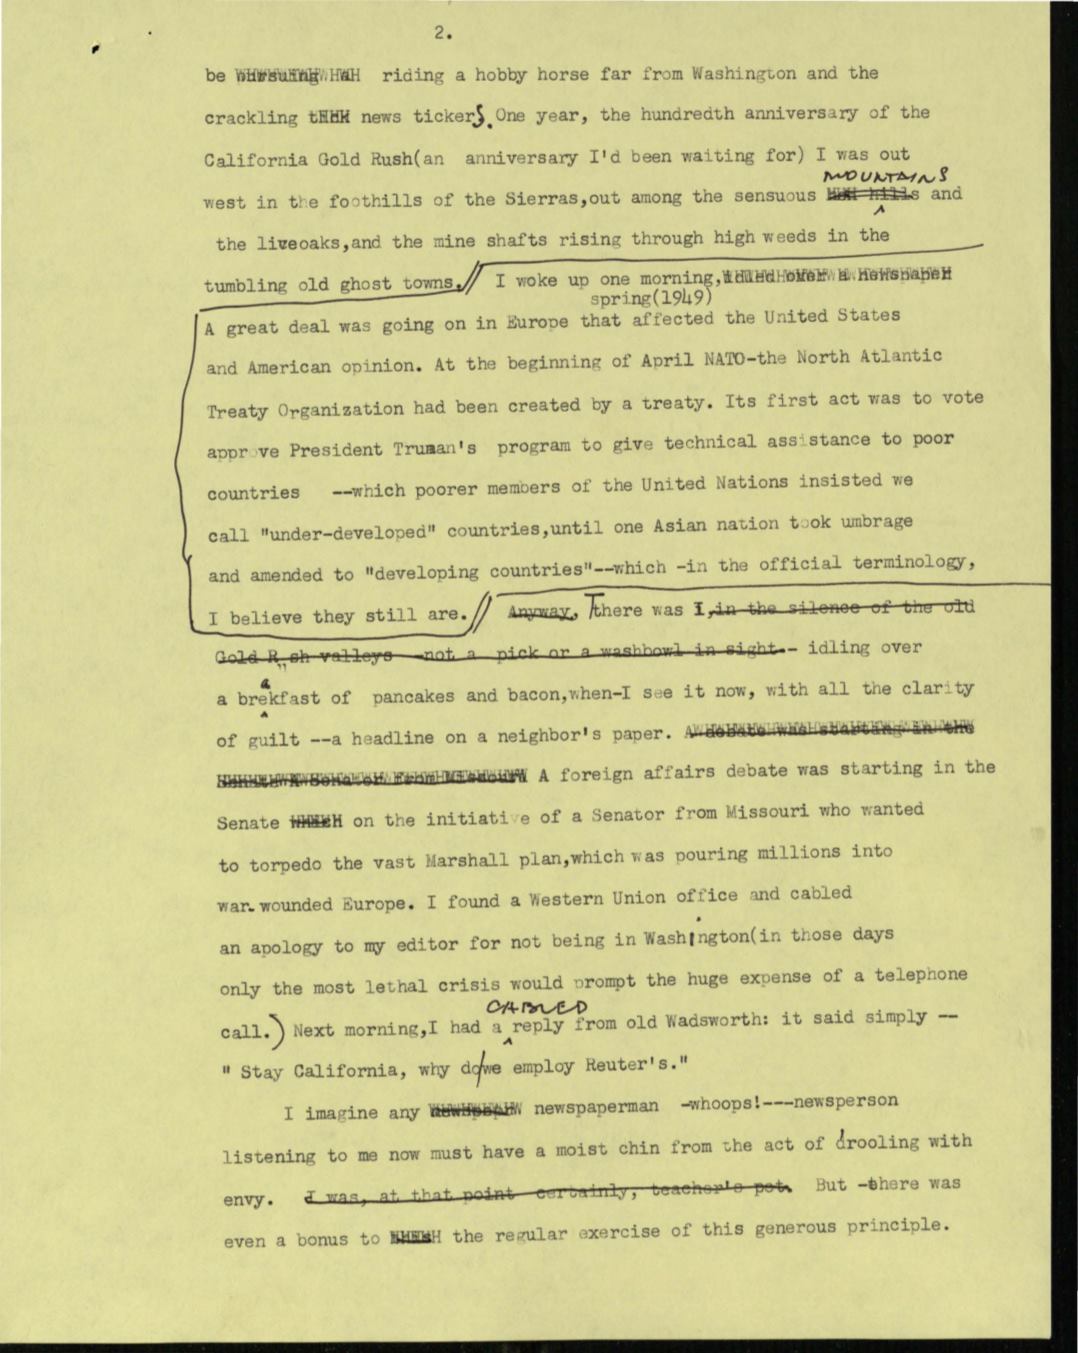 2.
be pursuing a riding a hobby horse far from Washington and the
crackling news tickers. One year, the hundredth anniversary of the
California Gold Rush(an anniversary I'd been waiting for) I was out
MOUNTAINS
west in the foothills of the Sierras,out among the sensuous hills and
the liveoaks,and the mine shafts rising through high weeds in the
tumbling old ghost towns.// I woke up one morning, idled over a newspaper
spring(1949)
A great deal was going on in Europe that affected the United States
and American opinion. At the beginning of April NATO-the North Atlantic
Treaty Organization had been created by a treaty. Its first act was to vote
approve President Truman's program to give technical assistance to poor
countries --which poorer members of the United Nations insisted we
call "under-developed" countries,until one Asian nation took umbrage
and amended to "developing countries"--which -in the official terminology,
I believe they still are.// Anyway, There was I,in the silence of the old
Gold Rush valleys -not a pick or a washbowl in sight-- idling over
a breakfast of pancakes and bacon,when-I see it now, with all the clarity
of guilt --a headline on a neighbor's paper. A debate was starting in the
Senate A Senator from Missouri A foreign affairs debate was starting in the
Senate on the initiative of a Senator from Missouri who wanted
to torpedo the vast Marshall plan,which was pouring millions into
war-wounded Europe. I found a Western Union office and cabled
an apology to my editor for not being in Washington(in those days
only the most lethal crisis would prompt the huge expense of a telephone
CABLED
call.) Next morning,I had a reply from old Wadsworth: it said simply --
" Stay California, why do/we employ Reuter's."
I imagine any newspaperman -whoops!---newsperson
listening to me now must have a moist chin from the act of drooling with
envy. I was, at that point certainly, teacher's pet. But -there was
even a bonus to the regular exercise of this generous principle.